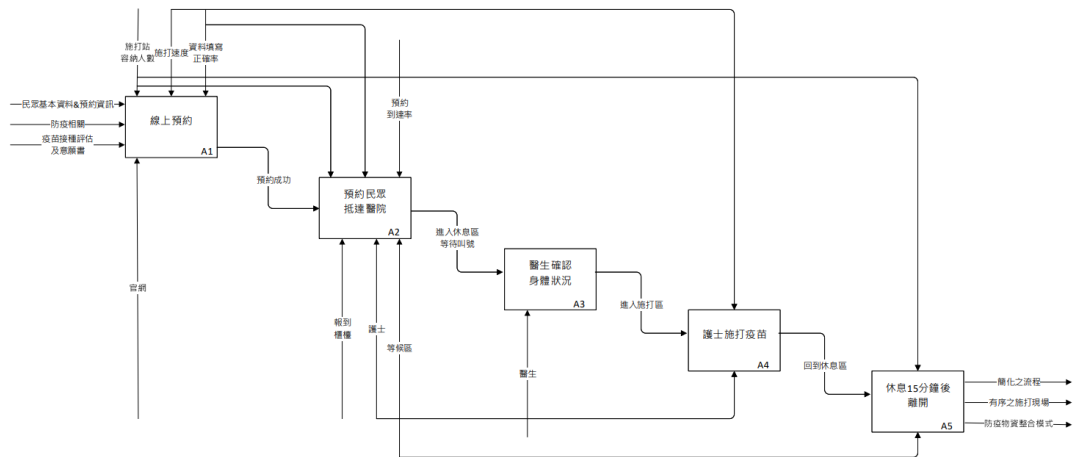 施打站
容納人數
施打速度
資料填寫
正確率
民眾基本資料&預約資訊
防疫相關
疫苗接種評估
及意願書
線上預約
A1
預約
到達率
預約成功
預約民眾
抵達醫院
A2
進入休息區
等待叫號
官網
報到
櫃檯
護士
等候區
醫生確認
身體狀況
A3
醫生
進入施打區
護士施打疫苗
A4
回到休息區
休息15分鐘後
離開
A5
簡化之流程
有序之施打現場
防疫物資整合模式